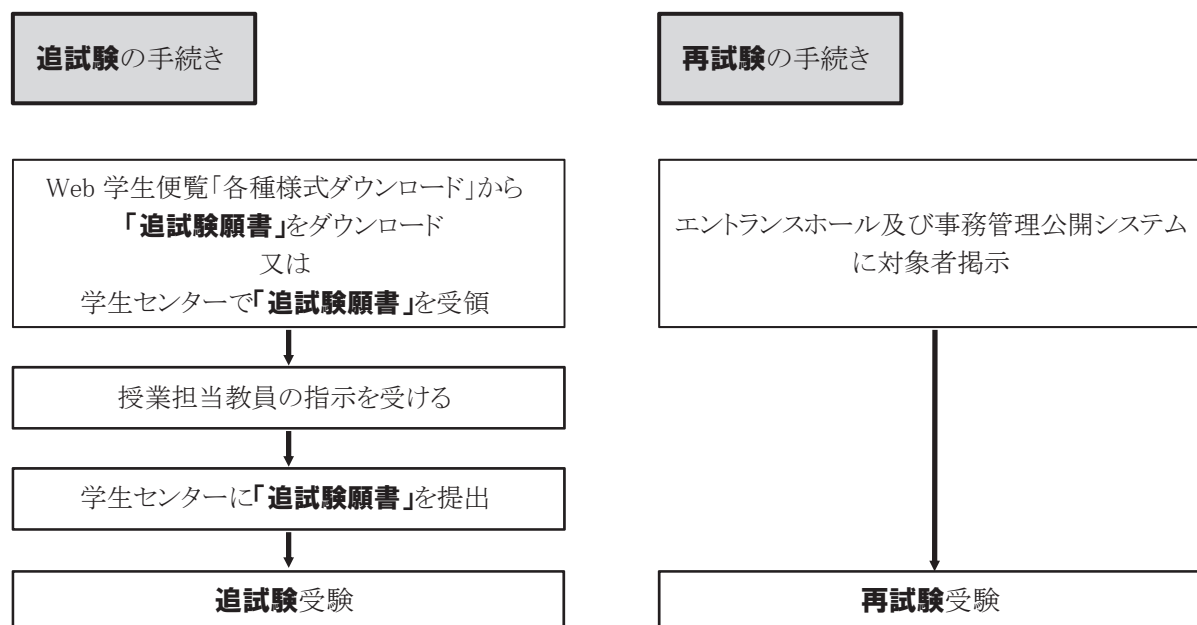 追試験の手続き
Web 学生便覧「各種様式ダウンロード」から
「追試験願書」をダウンロード
又は
学生センターで「追試験願書」を受領
授業担当教員の指示を受ける
学生センターに「追試験願書」を提出
追試験受験
再試験の手続き
エントランスホール及び事務管理公開システム
に対象者掲示
再試験受験